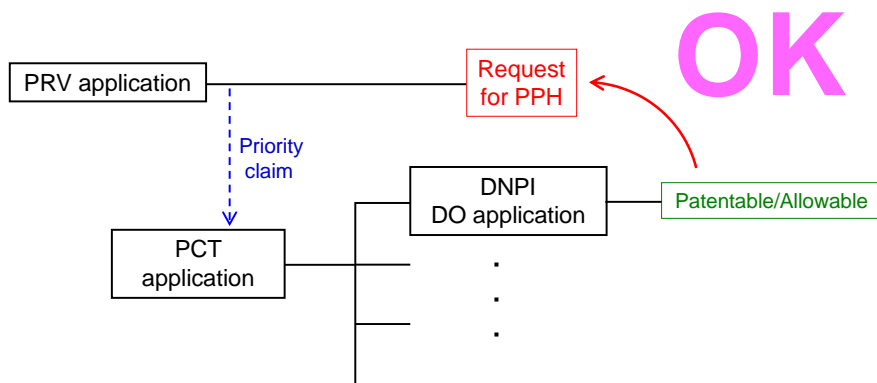 OK
PRV application
Request
for PPH
Priority
claim
DNPI
DO application
Patentable/Allowable
PCT
application